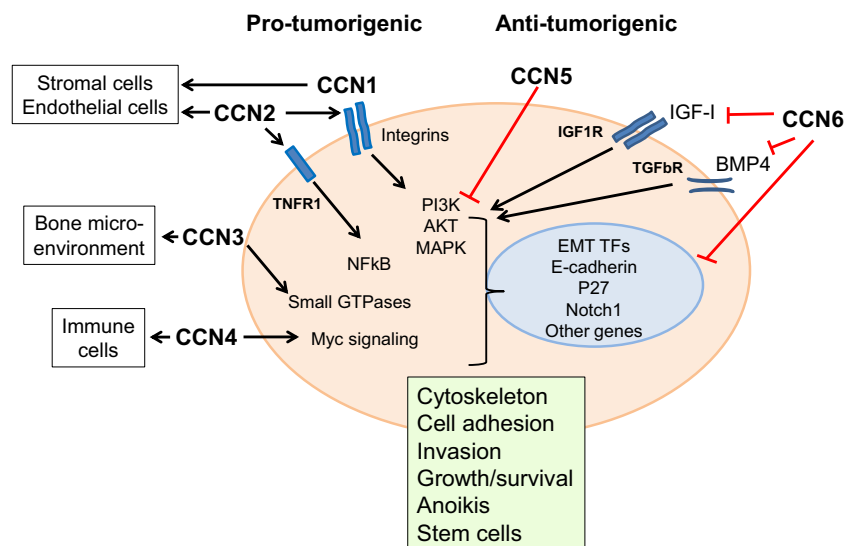 Pro-tumorigenic
Anti-tumorigenic
Stromal cells
Endothelial cells
CCN1
CCN2
CCN5
Integrins
IGF1R
IGF-I
CCN6
TGFbR
BMP4
TNFR1
PI3K
AKT
MAPK
Bone micro-
environment
CCN3
NFkB
EMT TFs
E-cadherin
P27
Notch1
Other genes
Small GTPases
Immune
cells
CCN4
Myc signaling
Cytoskeleton
Cell adhesion
Invasion
Growth/survival
Anoikis
Stem cells